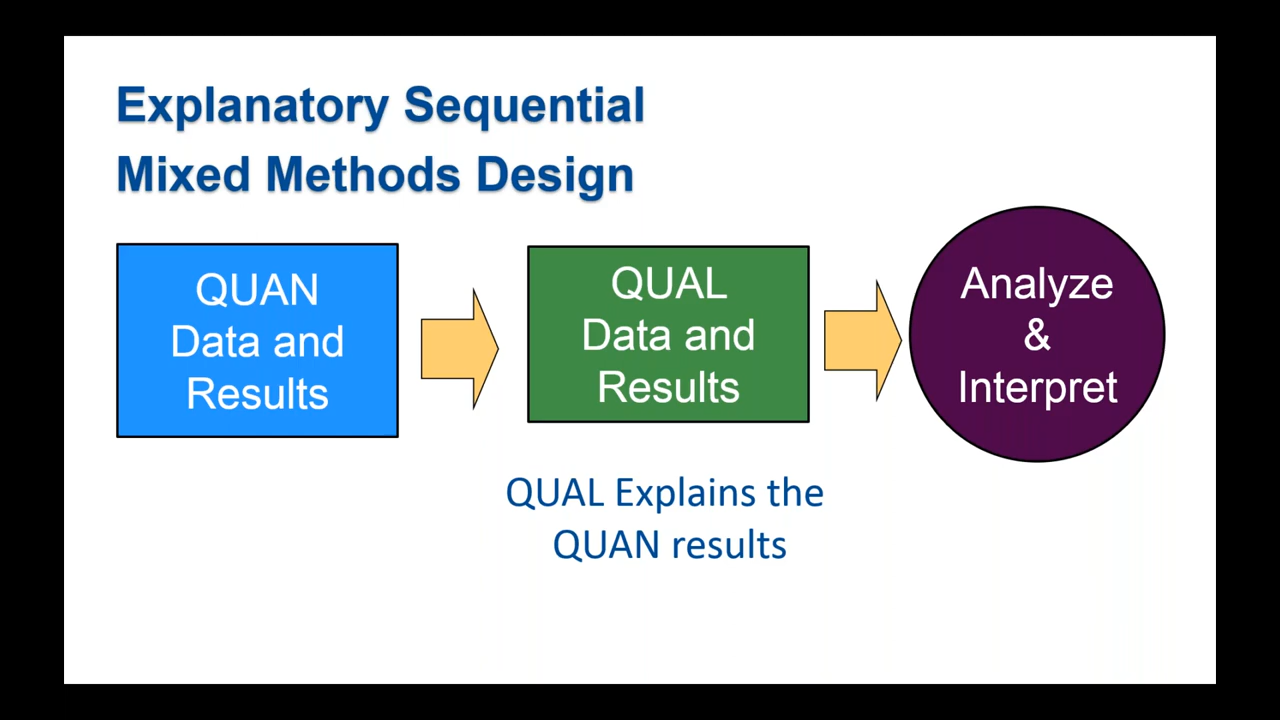 Explanatory Sequential
Mixed Methods Design
QUAN
Data and
Results
QUAL
Data and
Results
Analyze
&
Interpret
QUAL Explains the
QUAN results